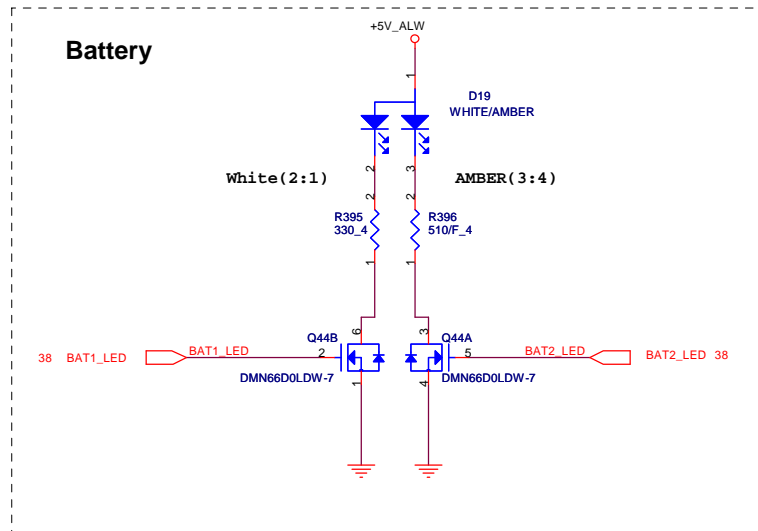 +5V_ALW
Battery
1
D19
WHITE/AMBER
2
3
White(2:1)
AMBER(3:4)
2
2
R395
330_4
R396
510/F_4
1
1
6
3
Q44B
Q44A
38 BAT1_LED
BAT1_LED
2
5
BAT2_LED
BAT2_LED 38
DMN66D0LDW-7
DMN66D0LDW-7
1
4